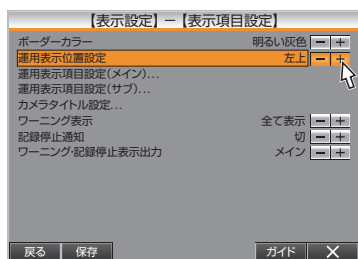 【表示設定】－【表示項目設定】
ボーダーカラー 明るい灰色 － ＋
運用表示位置設定 左上 － ＋
運用表示項目設定(メイン)...
運用表示項目設定(サブ)...
カメラタイトル設定...
ワーニング表示 全て表示 － ＋
記録停止通知 切 － ＋
ワーニング・記録停止表示出力 メイン － ＋
戻る 保存 ガイド ×